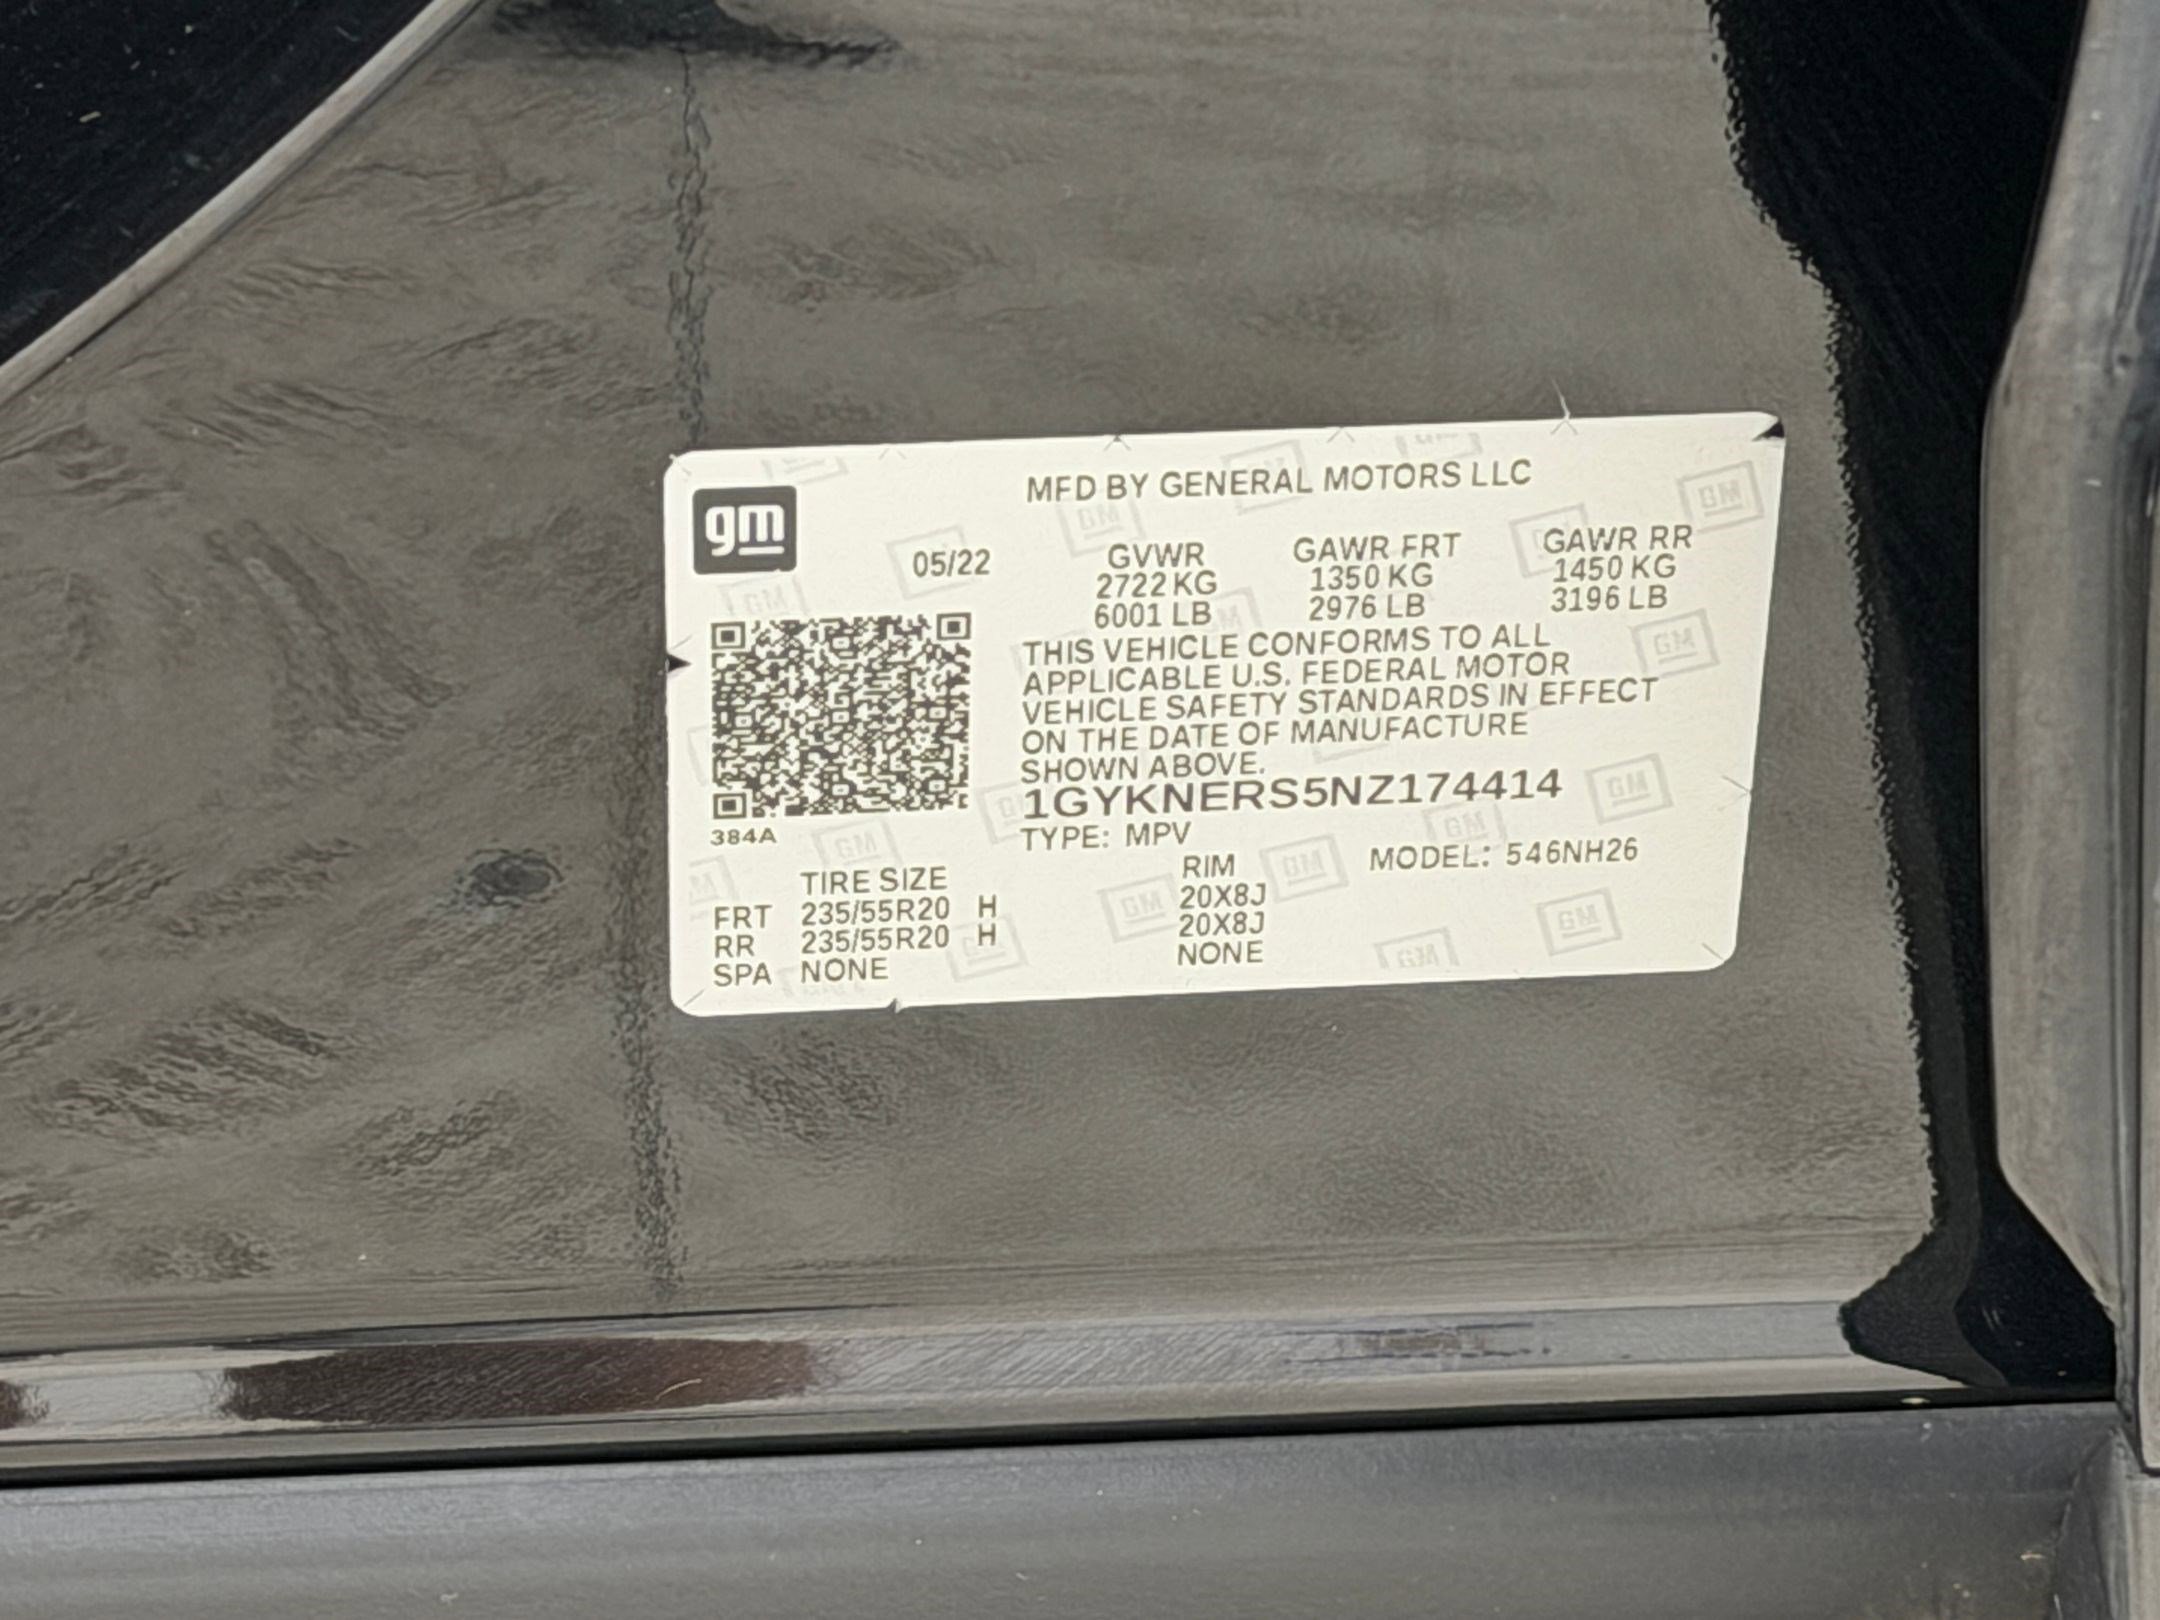 MFD BY GENERAL MOTORS LLC
gm
05/22 GVWR GAWR FRT GAWR RR
2722 KG 1350 KG 1450 KG
6001 LB 2976 LB 3196 LB
THIS VEHICLE CONFORMS TO ALL
APPLICABLE U.S. FEDERAL MOTOR
VEHICLE SAFETY STANDARDS IN EFFECT
ON THE DATE OF MANUFACTURE
SHOWN ABOVE.
1GYKNERS5NZ174414
384A
TYPE: MPV
MODEL: 546NH26
TIRE SIZE RIM
FRT 235/55R20 H 20X8J
RR 235/55R20 H 20X8J
SPA NONE NONE